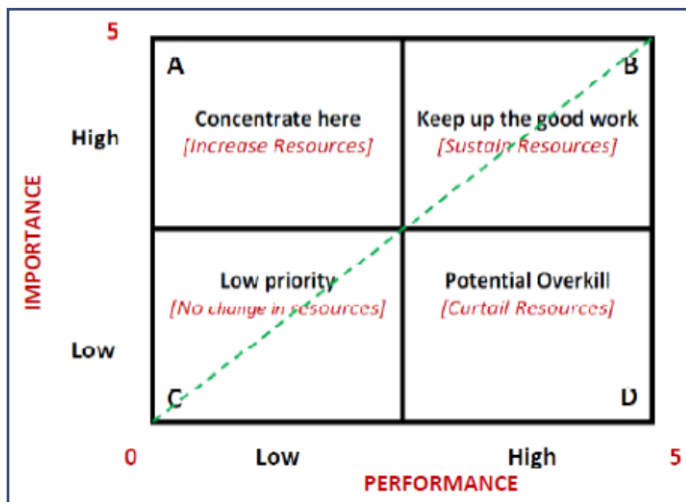 5
A
B
Concentrate here
[Increase Resources]
Keep up the good work
[Sustain Resources]
High
IMPORTANCE
Low priority
[No change in resources]
Potential Overkill
[Curtail Resources]
Low
C
D
0
Low
High
5
PERFORMANCE